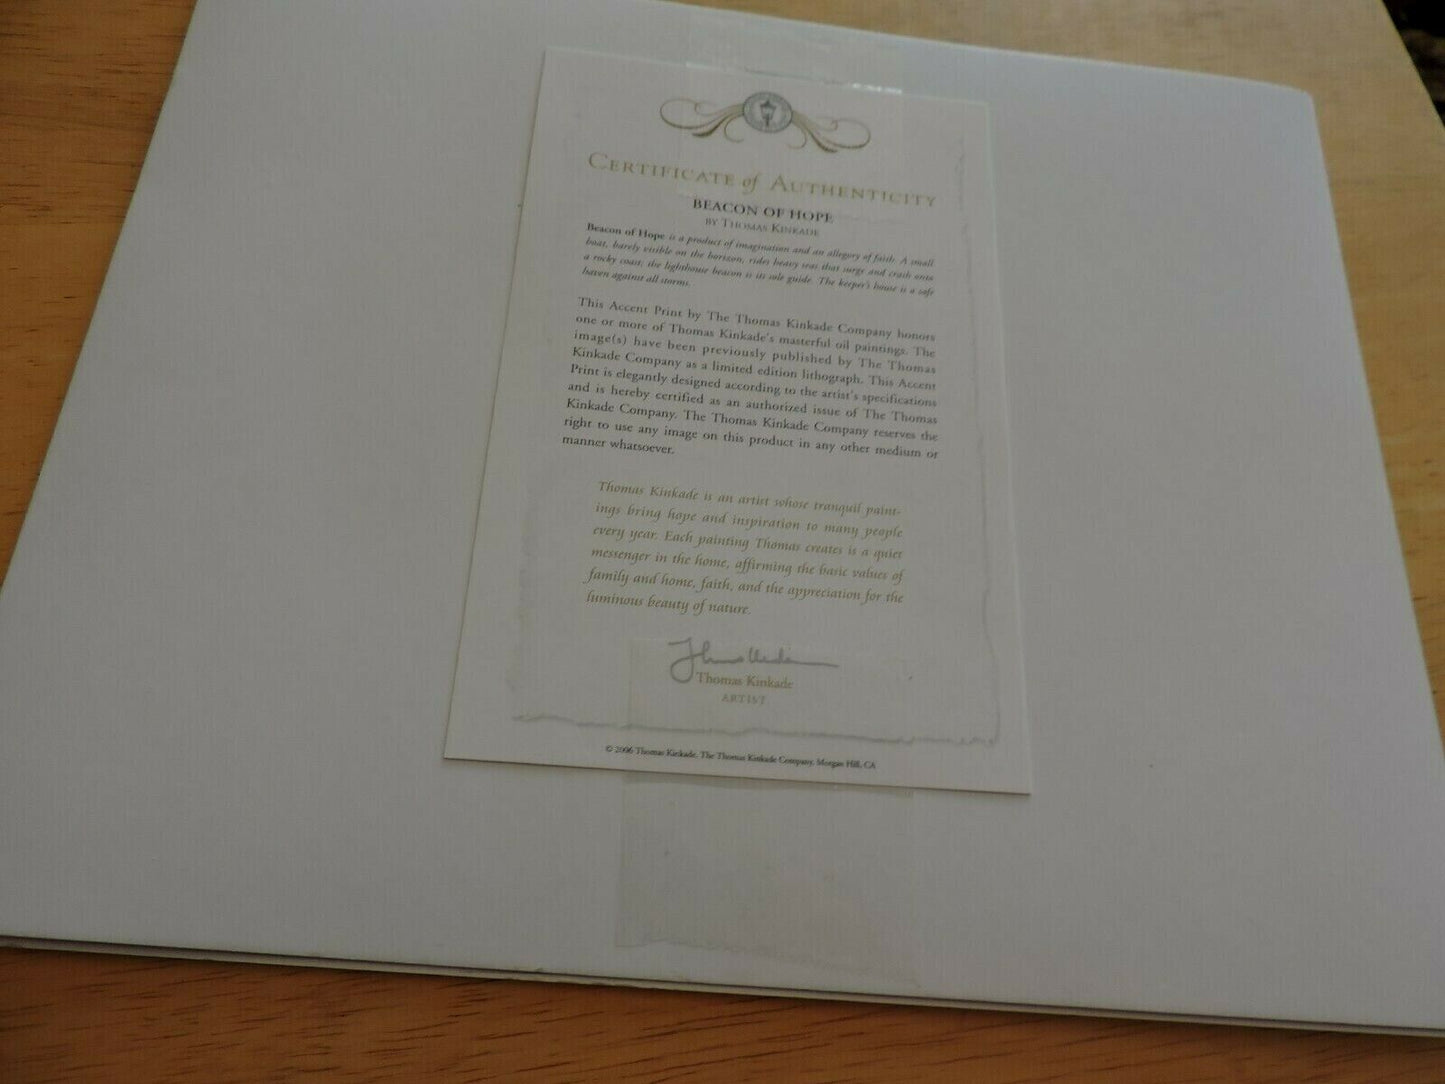 CERTIFICATE of AUTHENTICITY
BEACON OF HOPE
BY THOMAS KINKADE
Beacon of Hope is a product of imagination and an allegory of faith. A small
boat, barely visible on the horizon, rides heavy seas that surge and crash onto
a rocky coast; the lighthouse beacon is its sole guide. The keeper's house is a safe
haven against all storms.
This Accent Print by The Thomas Kinkade Company honors
one or more of Thomas Kinkade's masterful oil paintings. The
image(s) have been previously published by The Thomas
Kinkade Company as a limited edition lithograph. This Accent
Print is elegantly designed according to the artist's specifications
and is hereby certified as an authorized issue of The Thomas
Kinkade Company. The Thomas Kinkade Company reserves the
right to use any image on this product in any other medium or
manner whatsoever.
Thomas Kinkade is an artist whose tranquil paint-
ings bring hope and inspiration to many people
every year. Each painting Thomas creates is a quiet
messenger in the home, affirming the basic values of
family and home, faith, and the appreciation for the
luminous beauty of nature.
Thomas Kinkade
ARTIST
© 2006 Thomas Kinkade, The Thomas Kinkade Company, Morgan Hill, CA